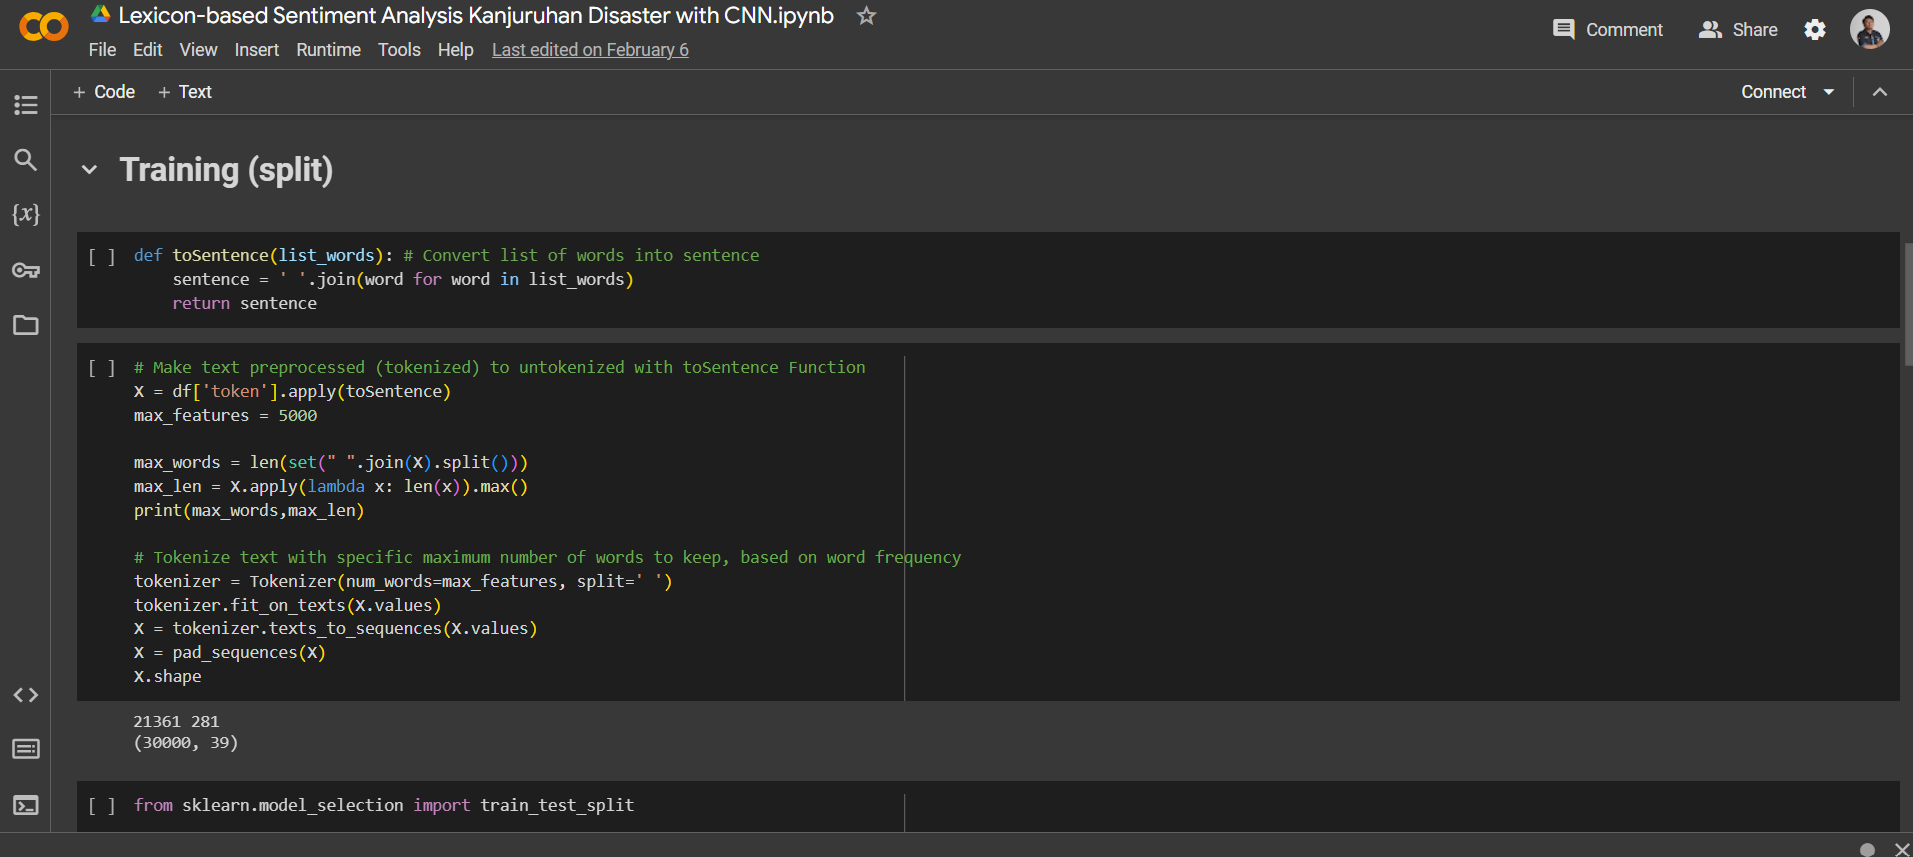 Lexicon-based Sentiment Analysis Kanjuruhan Disaster with CNN.ipynb
File Edit View Insert Runtime Tools Help Last edited on February 6
Comment Share
+ Code + Text
Connect
Training (split)
[ ] def toSentence(list_words): # Convert list of words into sentence
    sentence = ' '.join(word for word in list_words)
    return sentence
[ ] # Make text preprocessed (tokenized) to untokenized with toSentence Function
X = df['token'].apply(toSentence)
max_features = 5000
max_words = len(set(" ".join(X).split()))
max_len = X.apply(lambda x: len(x)).max()
print(max_words,max_len)
# Tokenize text with specific maximum number of words to keep, based on word frequency
tokenizer = Tokenizer(num_words=max_features, split=' ')
tokenizer.fit_on_texts(X.values)
X = tokenizer.texts_to_sequences(X.values)
X = pad_sequences(X)
X.shape
21361 281
(30000, 39)
[ ] from sklearn.model_selection import train_test_split
{x}